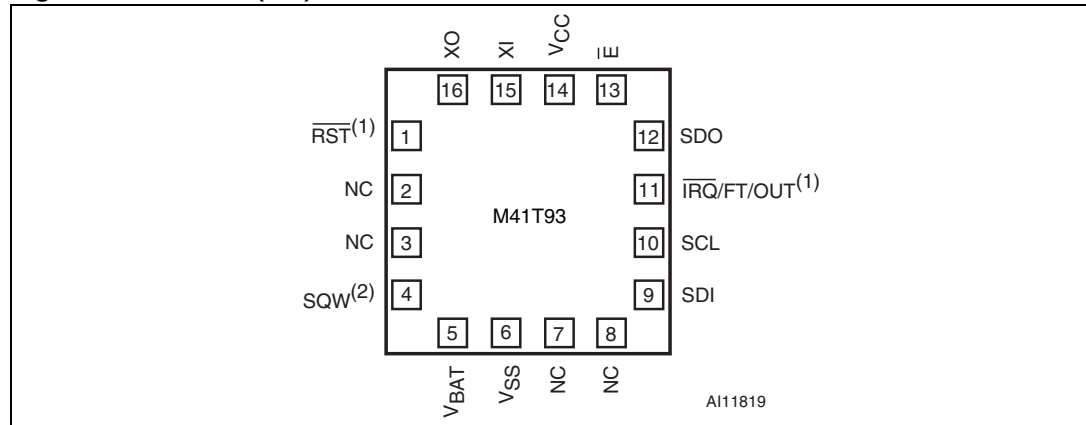 XO XI VCC E
16 15 14 13
RST(1) 1 12 SDO
NC 2 11 IRQ/FT/OUT(1)
M41T93
NC 3 10 SCL
SQW(2) 4 9 SDI
5 6 7 8
VBAT VSS NC NC
AI11819